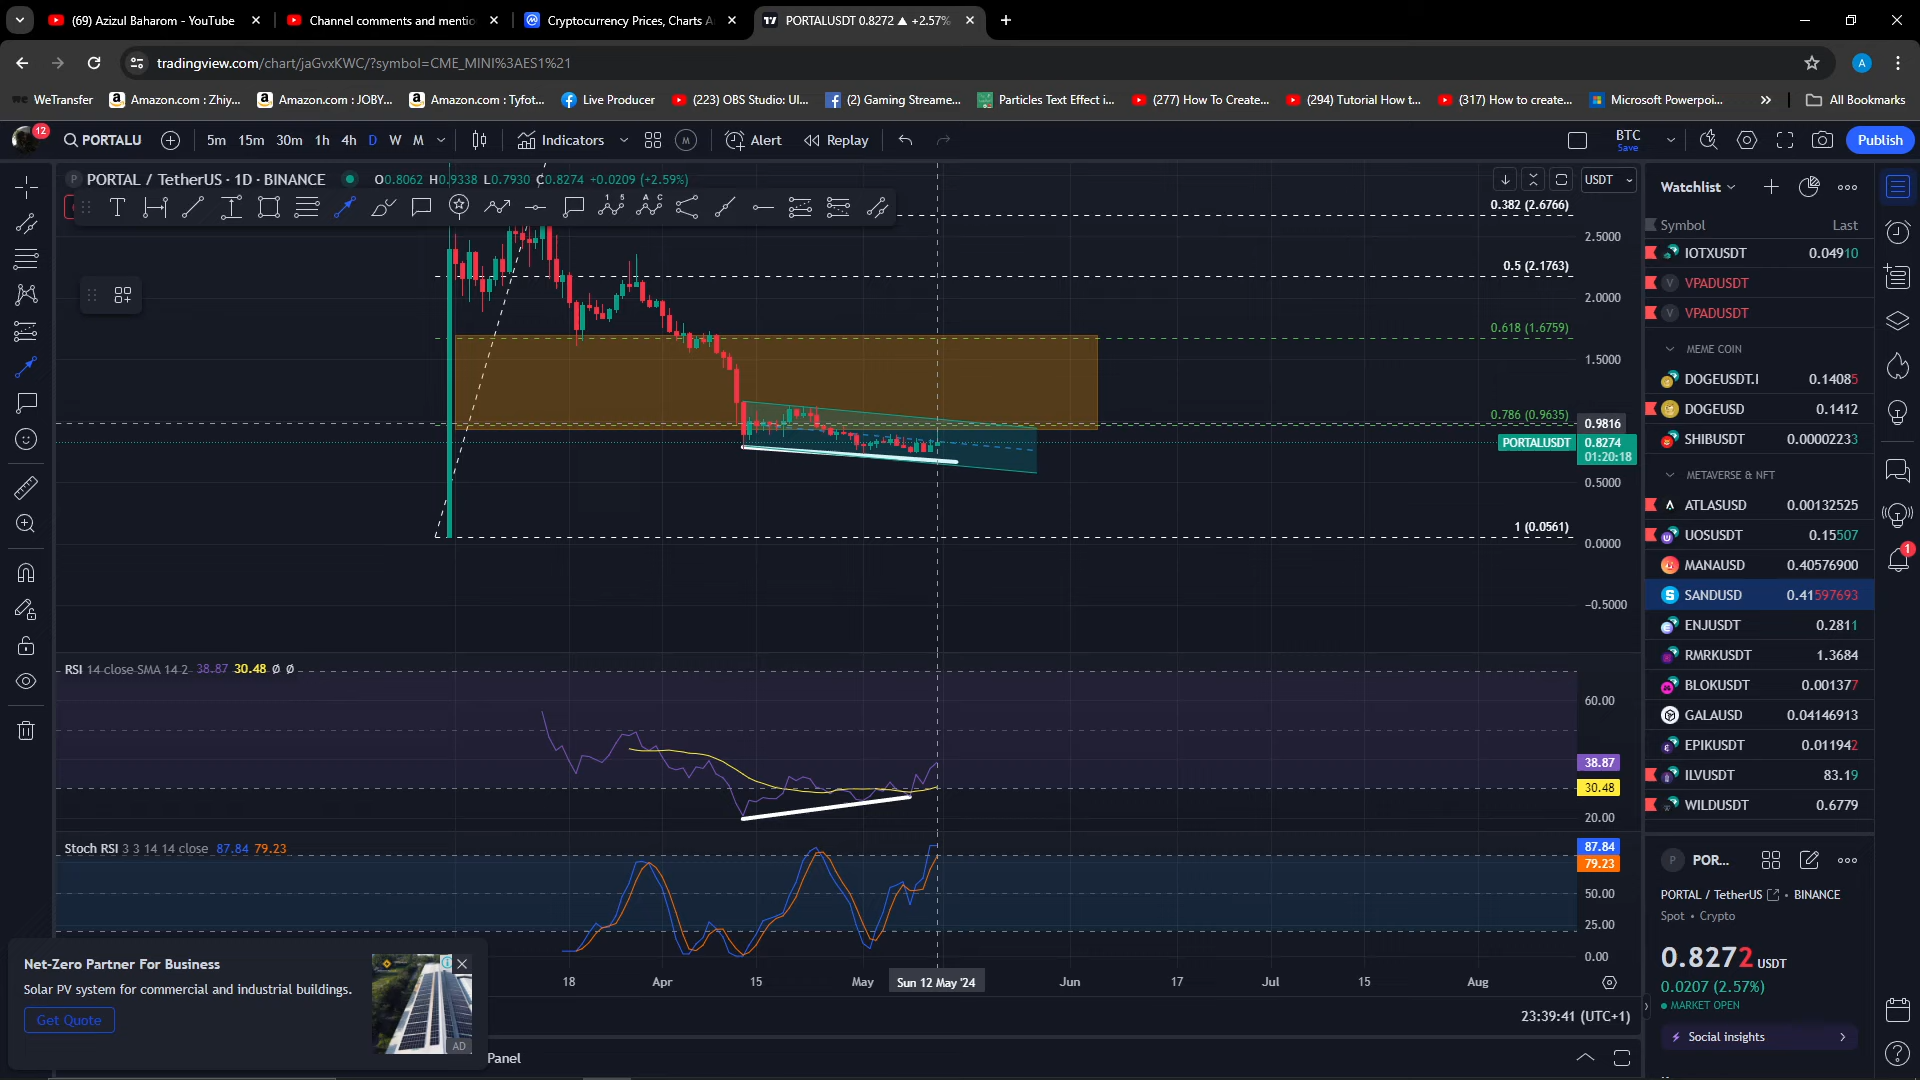 (69) Azizul Baharom - YouTube
Channel comments and mentio
Cryptocurrency Prices, Charts A
PORTALUSDT 0.8272 ▲ +2.57%
tradingview.com/chart/jaGvxKWC/?symbol=CME_MINI%3AES1%21
A
WeTransfer
Amazon.com : Zhiy...
Amazon.com : JOBY...
Amazon.com : Tyfot...
Live Producer
(223) OBS Studio: Ul...
(2) Gaming Streame...
Particles Text Effect i...
(277) How To Create...
(294) Tutorial How t...
(317) How to create...
Microsoft Powerpoi...
All Bookmarks
12
PORTALU
5m 15m 30m 1h 4h D W M
Indicators
M
Alert
Replay
BTC
Save
Publish
P PORTAL / TetherUS · 1D · BINANCE
O0.8062 H0.9338 L0.7930 C0.8274 +0.0209 (+2.59%)
USDT
0.382 (2.6766)
0.5 (2.1763)
0.618 (1.6759)
0.786 (0.9635)
1 (0.0561)
2.5000
2.0000
1.5000
0.9816
PORTALUSDT 0.8274
01:20:18
0.5000
0.0000
−0.5000
RSI 14 close SMA 14 2 38.87 30.48 Ø Ø
60.00
38.87
30.48
20.00
Stoch RSI 3 3 14 14 close 87.84 79.23
87.84
79.23
50.00
25.00
0.00
18 Apr 15 May Sun 12 May '24 Jun 17 Jul 15 Aug
23:39:41 (UTC+1)
Panel
Net-Zero Partner For Business
Solar PV system for commercial and industrial buildings.
Get Quote
AD
Watchlist
Symbol Last
IOTXUSDT 0.04910
V VPADUSDT
V VPADUSDT
MEME COIN
DOGEUSDT.I 0.14085
DOGEUSD 0.1412
SHIBUSDT 0.00002233
METAVERSE & NFT
ATLASUSD 0.00132525
UOSUSDT 0.15507
MANAUSD 0.40576900
SANDUSD 0.41597693
ENJUSDT 0.2811
RMRKUSDT 1.3684
BLOKUSDT 0.001377
GALAUSD 0.04146913
EPIKUSDT 0.011942
ILVUSDT 83.19
WILDUSDT 0.6779
P POR...
PORTAL / TetherUS • BINANCE
Spot • Crypto
0.8272 USDT
0.0207 (2.57%)
MARKET OPEN
Social insights
1